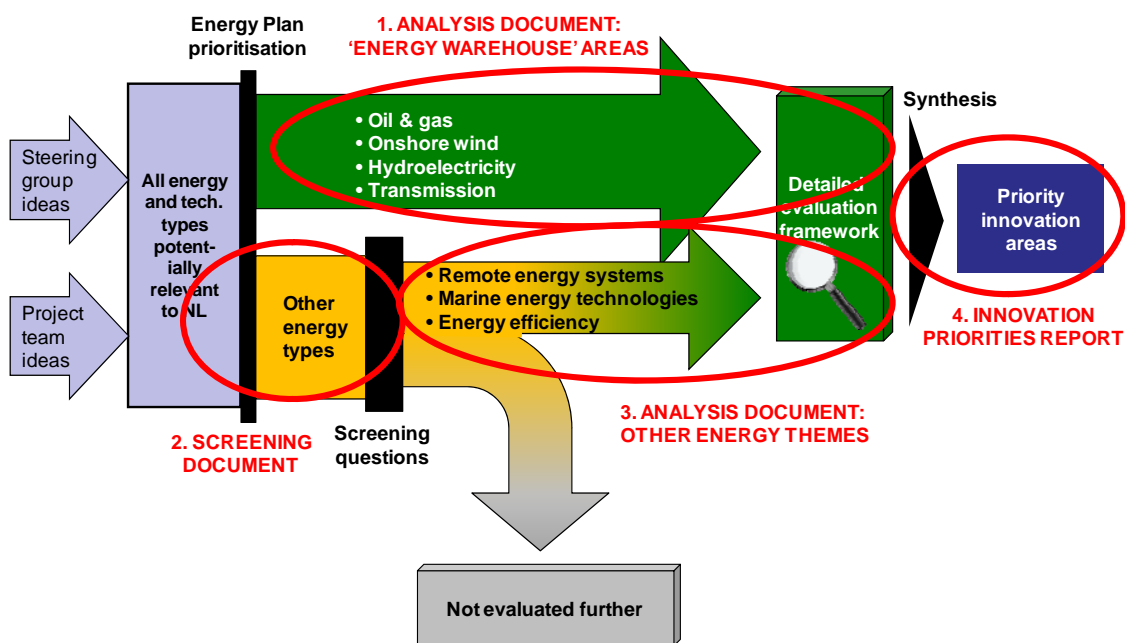 Energy Plan
prioritisation
1. ANALYSIS DOCUMENT:
‘ENERGY WAREHOUSE’ AREAS
Steering
group
ideas
Project
team
ideas
All energy
and tech.
types
potent-
ially
relevant
to NL
• Oil & gas
• Onshore wind
• Hydroelectricity
• Transmission
Other
energy
types
• Remote energy systems
• Marine energy technologies
• Energy efficiency
Detailed
evaluation
framework
Synthesis
Priority
innovation
areas
4. INNOVATION
PRIORITIES REPORT
2. SCREENING
DOCUMENT
Screening
questions
3. ANALYSIS DOCUMENT:
OTHER ENERGY THEMES
Not evaluated further